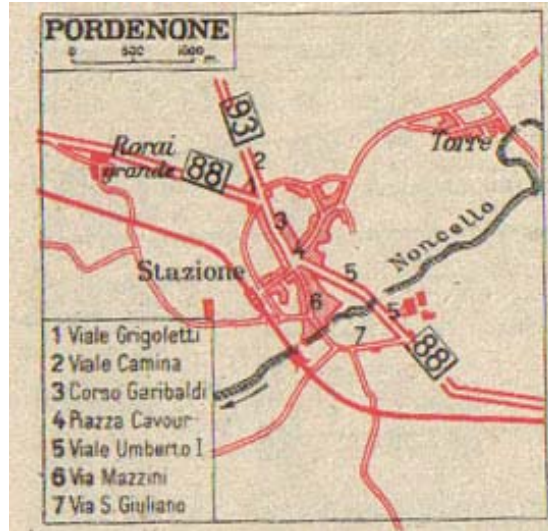 PORDENONE
0 500 1000 m.
93
2
Rorai
grande
88
1
Torre
3
Noncello
4
Stazione
5
6
5
7
88
1 Viale Grigoletti
2 Viale Camina
3 Corso Garibaldi
4 Piazza Cavour
5 Viale Umberto I
6 Via Mazzini
7 Via S. Giuliano